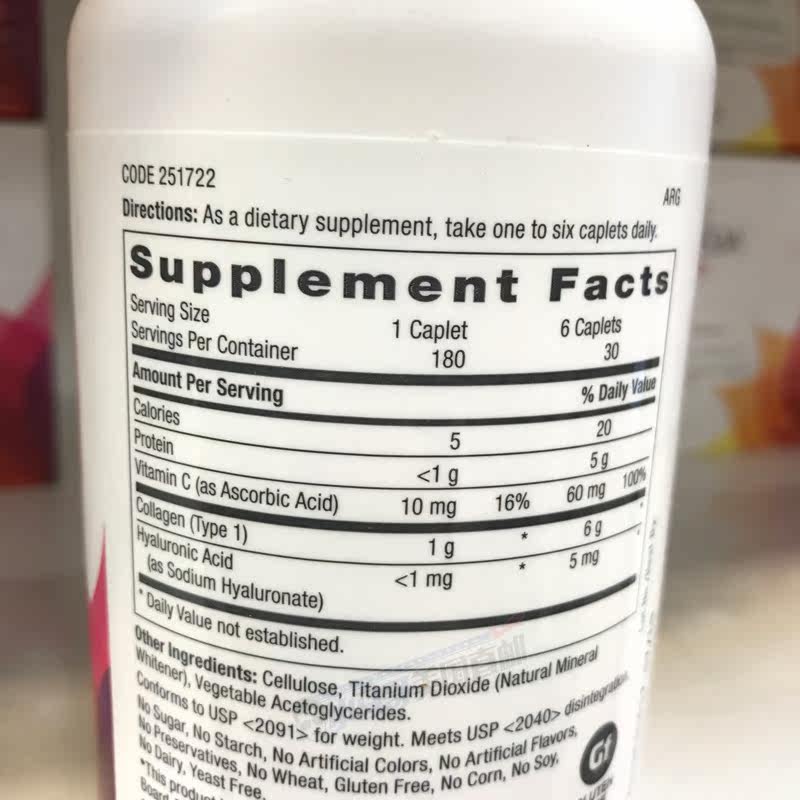 CODE 251722
ARG
Directions: As a dietary supplement, take one to six caplets daily.
Supplement Facts
Serving Size 1 Caplet 6 Caplets
Servings Per Container 180 30
Amount Per Serving % Daily Value
Calories 5 20
Protein <1 g 5 g
Vitamin C (as Ascorbic Acid) 10 mg 16% 60 mg 100%
Collagen (Type 1) 1 g * 6 g *
Hyaluronic Acid <1 mg * 5 mg *
(as Sodium Hyaluronate)
* Daily Value not established.
Other Ingredients: Cellulose, Titanium Dioxide (Natural Mineral
Whitener), Vegetable Acetoglycerides.
Conforms to USP <2091> for weight. Meets USP <2040> disintegration.
No Sugar, No Starch, No Artificial Colors, No Artificial Flavors,
No Preservatives, No Wheat, Gluten Free, No Corn, No Soy,
No Dairy, Yeast Free.
Gf
*This
Board